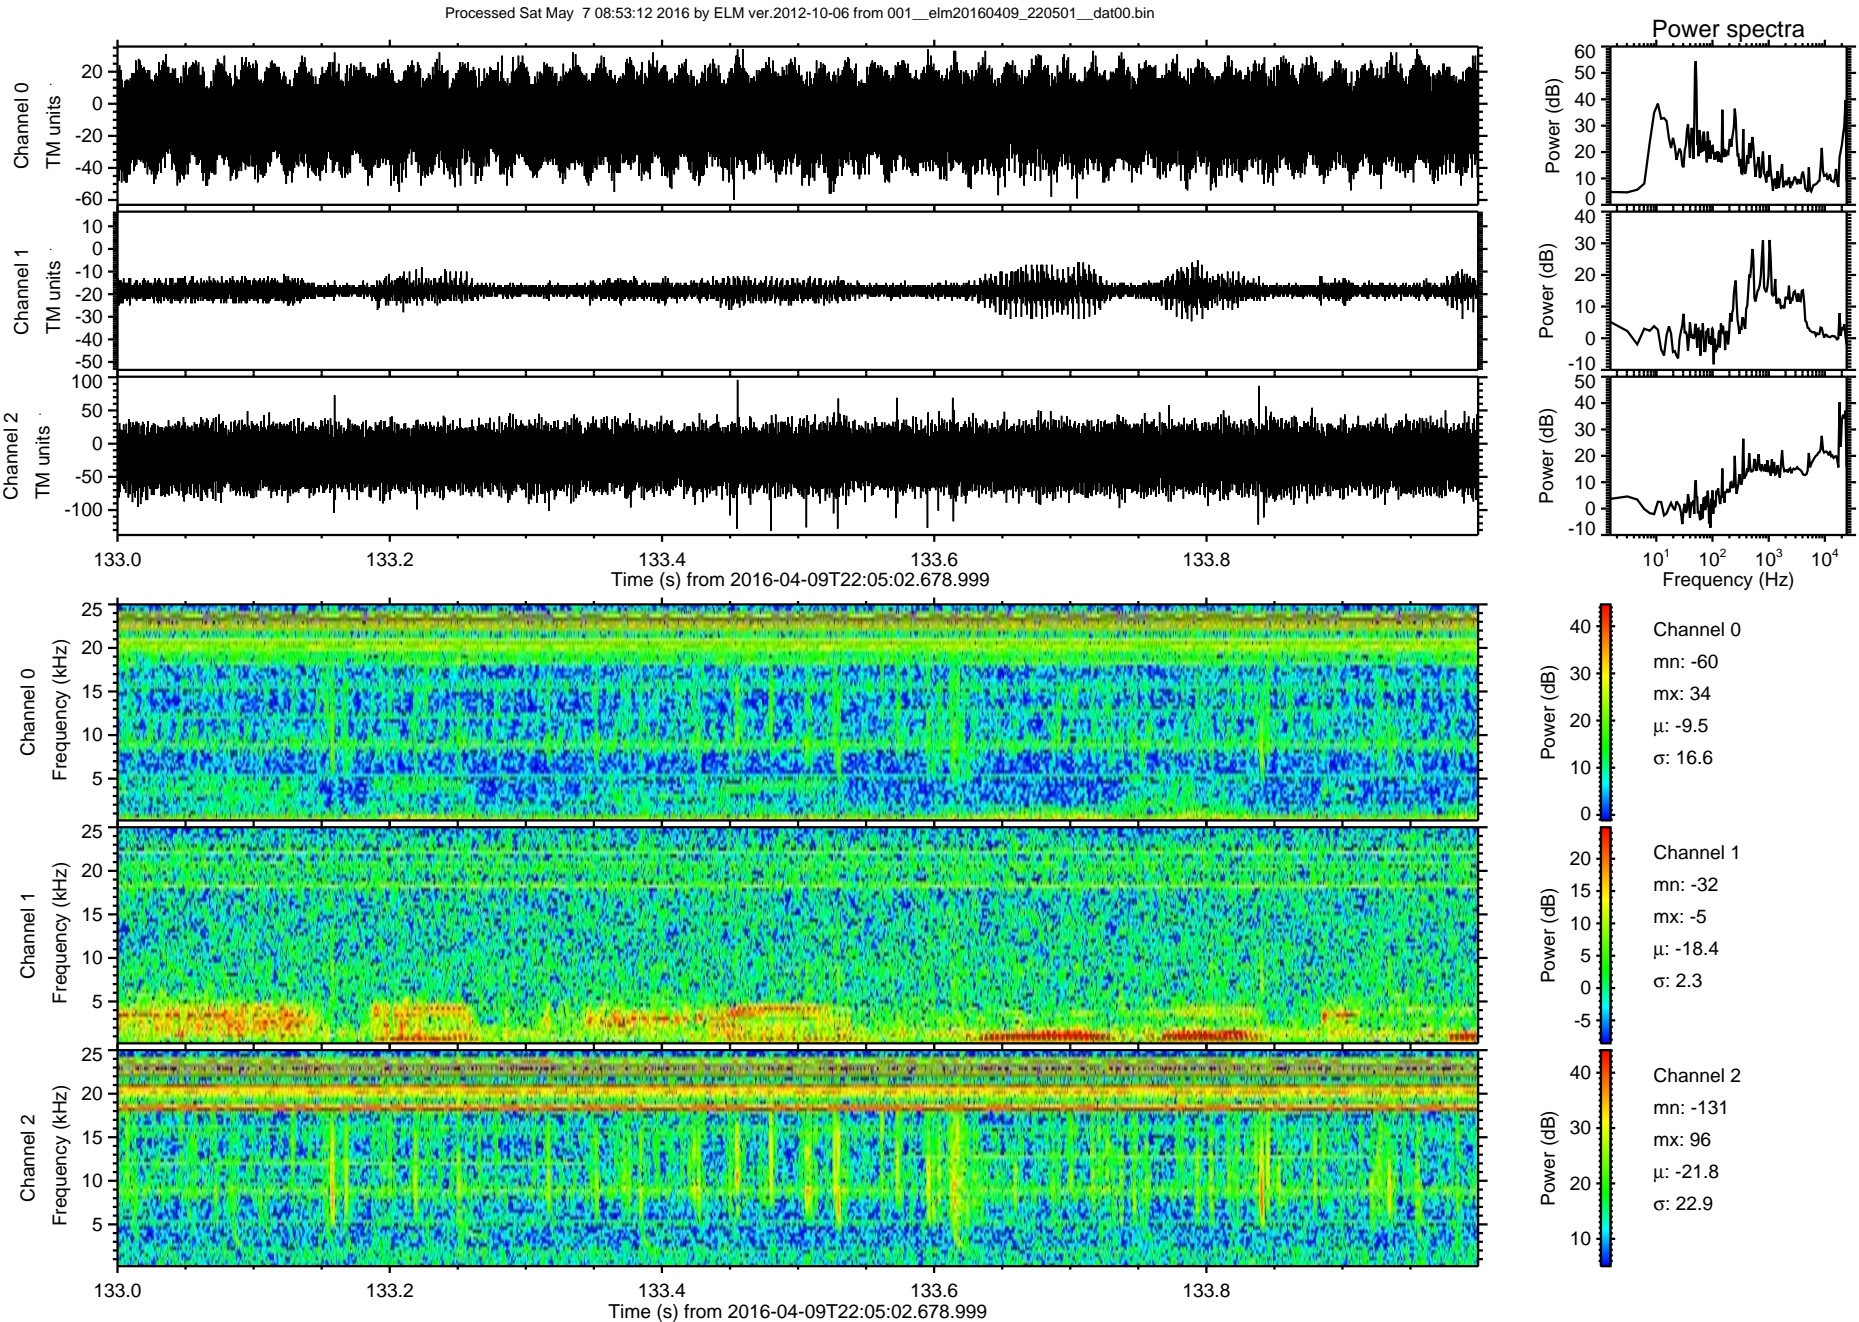 Processed Sat May  7 08:53:12 2016 by ELM ver.2012-10-06 from 001__elm20160409_220501__dat00.bin
Power spectra
Channel 0
TM units
20
0
-20
-40
-60
Power (dB)
60
50
40
30
20
10
0
Channel 1
TM units
10
0
-10
-20
-30
-40
-50
Power (dB)
40
30
20
10
0
-10
Channel 2
TM units
100
50
0
-50
-100
Power (dB)
50
40
30
20
10
0
-10
133.0 133.2 133.4 133.6 133.8
Time (s) from 2016-04-09T22:05:02.678.999
10^1 10^2 10^3 10^4
Frequency (Hz)
Channel 0
Frequency (kHz)
25
20
15
10
5
Power (dB)
40
30
20
10
0
Channel 0
mn: -60
mx: 34
μ: -9.5
σ: 16.6
Channel 1
Frequency (kHz)
25
20
15
10
5
Power (dB)
20
15
10
5
0
-5
Channel 1
mn: -32
mx: -5
μ: -18.4
σ: 2.3
Channel 2
Frequency (kHz)
25
20
15
10
5
Power (dB)
40
30
20
10
Channel 2
mn: -131
mx: 96
μ: -21.8
σ: 22.9
133.0 133.2 133.4 133.6 133.8
Time (s) from 2016-04-09T22:05:02.678.999